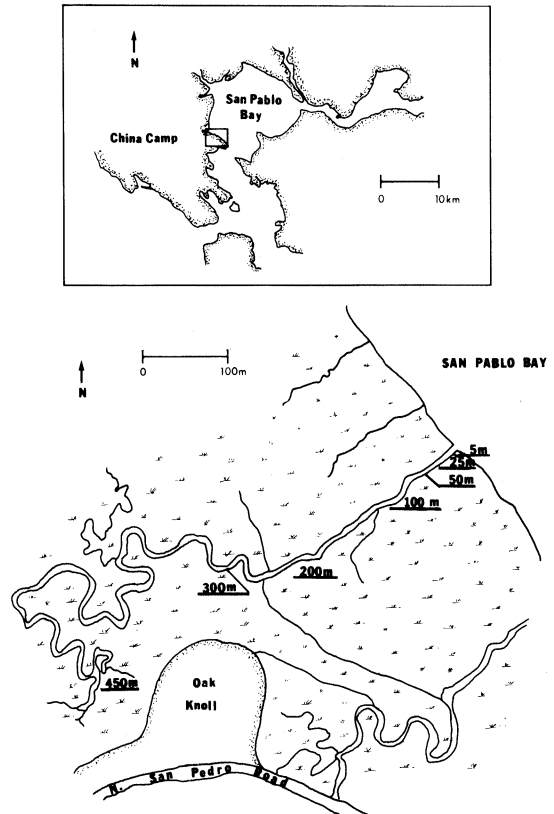 N
San Pablo
Bay
China Camp
0 10km
N
0 100m
SAN PABLO BAY
5m
25m
50m
100 m
200m
300m
450m
Oak
Knoll
N. San Pedro Road